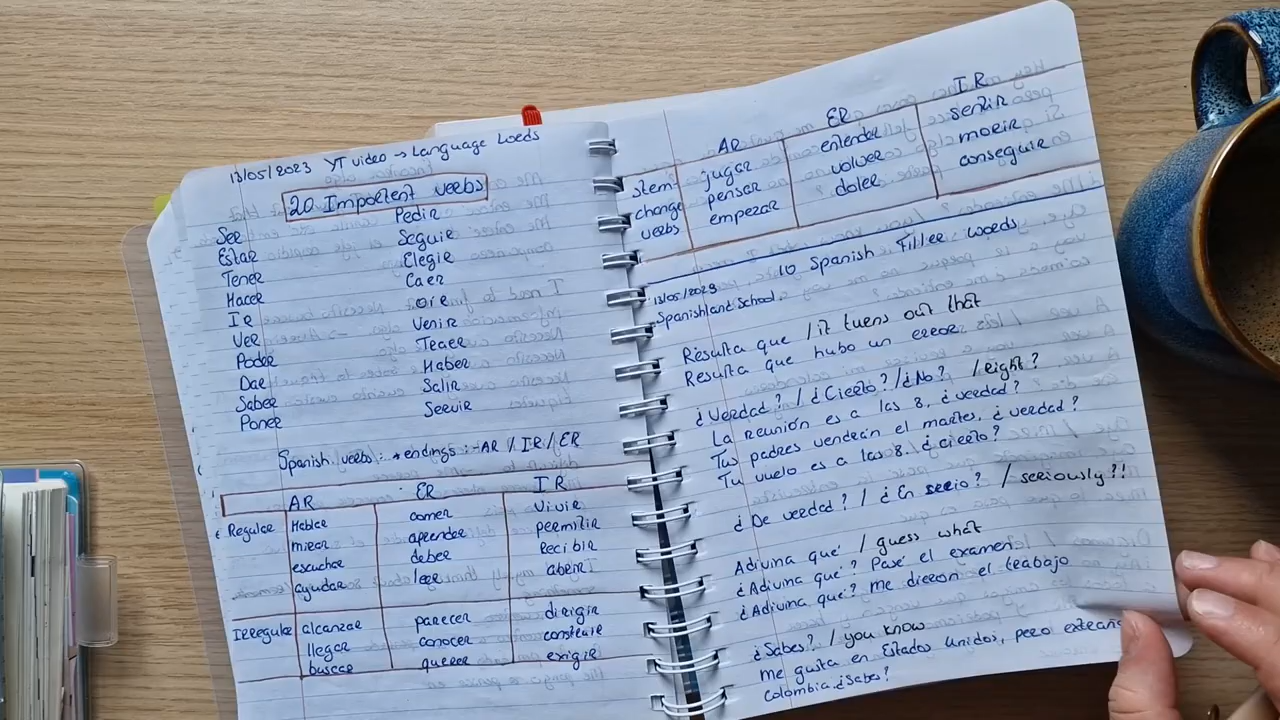 13/05/2023 YT video → Language Lords
20 Importent verbs
Ser
Estar
Tener
Hacer
Ir
Ver
Poder
Dar
Saber
Poner
Pedir
Seguir
Elegir
Caer
Oir
Venir
Traer
Haber
Salir
Servir
Spanish verbs: * endings: -AR / IR / ER
AR ER IR
Regular
Hablar
mirar
escuchar
ayudar
comer
aprender
deber
leer
vivir
permitir
recibir
abrir
Irregular
alcanzar
llegar
buscar
parecer
conocer
querer
dirigir
construir
exigir
AR ER IR
stem
change
verbs
jugar
pensar
empezar
entender
volver
doler
sentir
morir
conseguir
13/05/2023 10 Spanish Filler words
Spanishland School
Resulta que / it turns out that
Resulta que hubo un error
¿Verdad? / ¿Cierto? / ¿No? / right?
La reunión es a las 8, ¿verdad?
Tus padres vendrán el martes, ¿verdad?
Tu vuelo es a las 8. ¿cierto?
¿De verdad? / ¿En serio? / seriously?!
Adivina qué / guess what
¿Adivina qué? Pasé el examen
¿Adivina qué? Me dieron el trabajo
¿Sabes? / you know
Me gusta en Estados Unidos, pero extraño
Colombia. ¿Sabes?